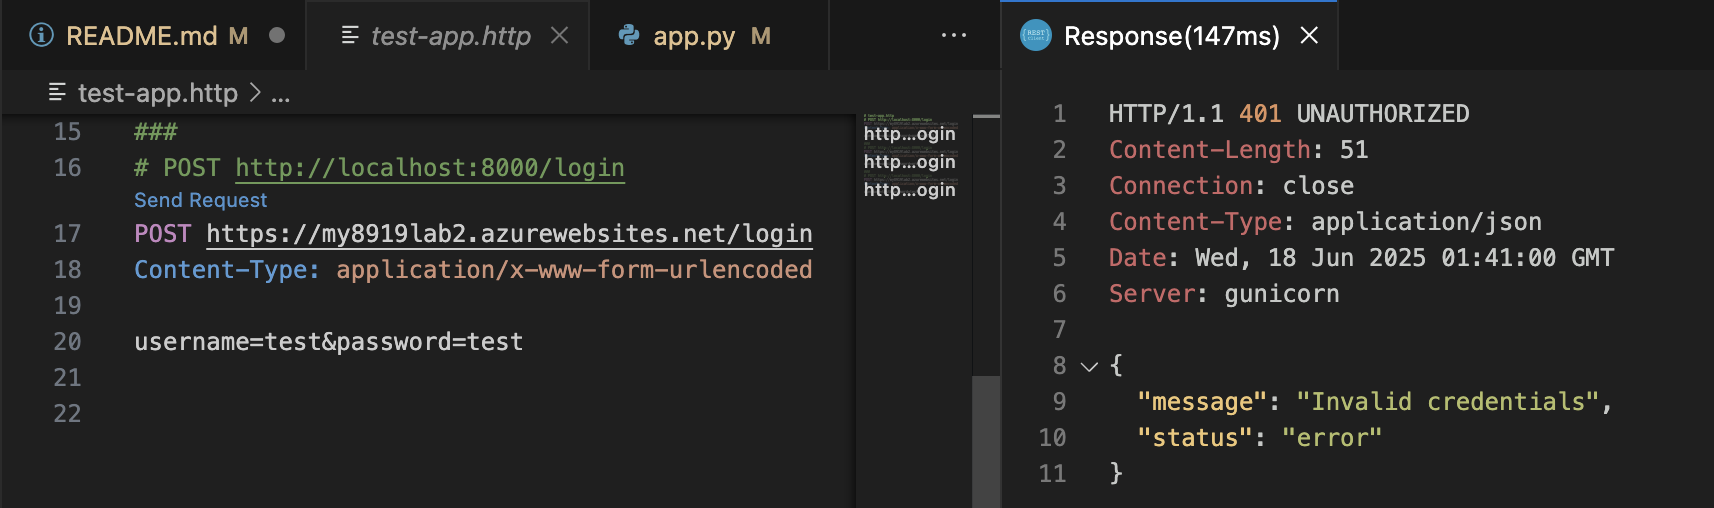 README.md M
test-app.http
app.py M
...
Response(147ms)
test-app.http > ...
15 ###
16 # POST http://localhost:8000/login
Send Request
17 POST https://my8919lab2.azurewebsites.net/login
18 Content-Type: application/x-www-form-urlencoded
19
20 username=test&password=test
21
22
http...ogin
http...ogin
http...ogin
1 HTTP/1.1 401 UNAUTHORIZED
2 Content-Length: 51
3 Connection: close
4 Content-Type: application/json
5 Date: Wed, 18 Jun 2025 01:41:00 GMT
6 Server: gunicorn
7
8 {
9 "message": "Invalid credentials",
10 "status": "error"
11 }